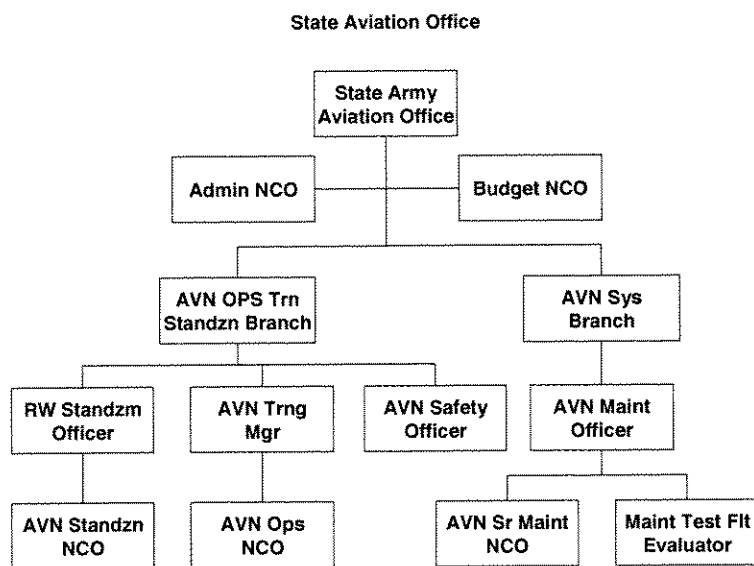 State Aviation Office
State Army
Aviation Office
Admin NCO
Budget NCO
AVN OPS Trn
Standzn Branch
AVN Sys
Branch
RW Standzm
Officer
AVN Trng
Mgr
AVN Safety
Officer
AVN Maint
Officer
AVN Standzn
NCO
AVN Ops
NCO
AVN Sr Maint
NCO
Maint Test Flt
Evaluator